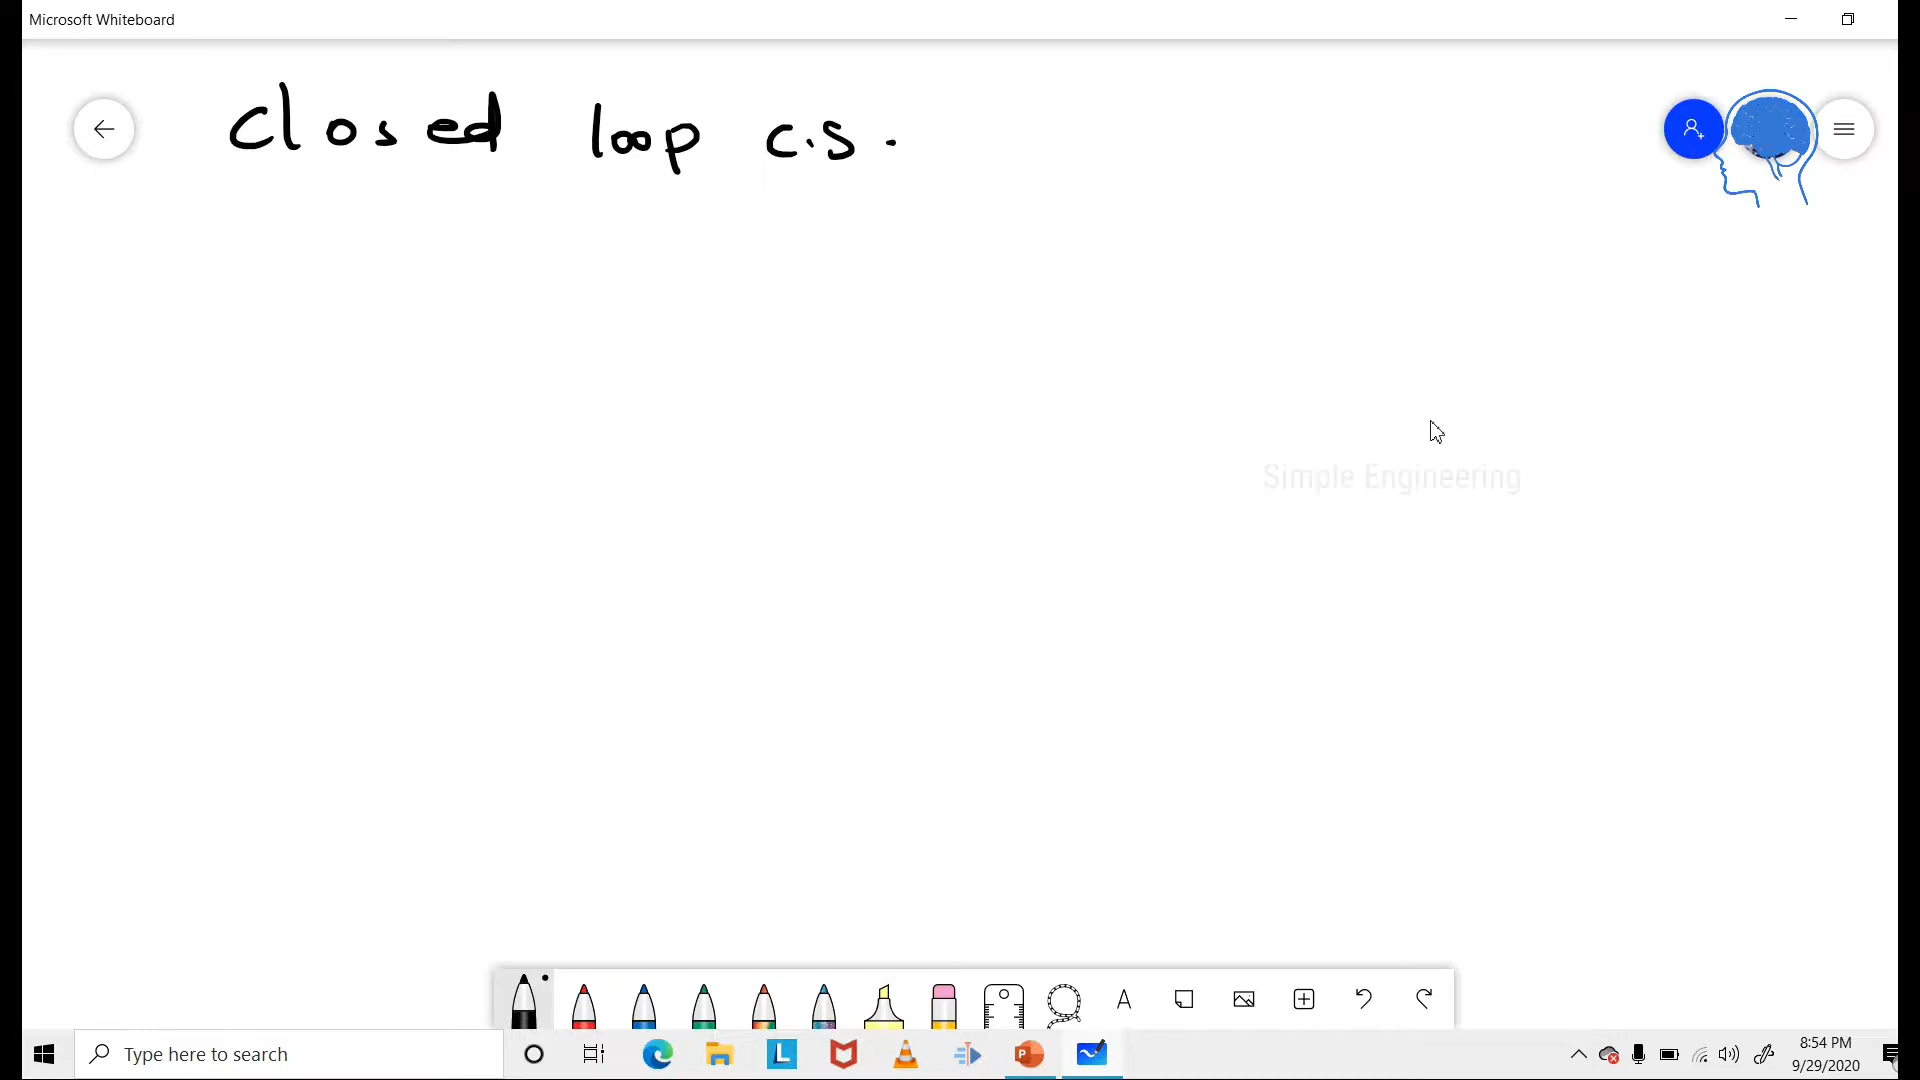 Microsoft Whiteboard
Closed loop c.s.
Simple Engineering
Type here to search
8:54 PM
9/29/2020